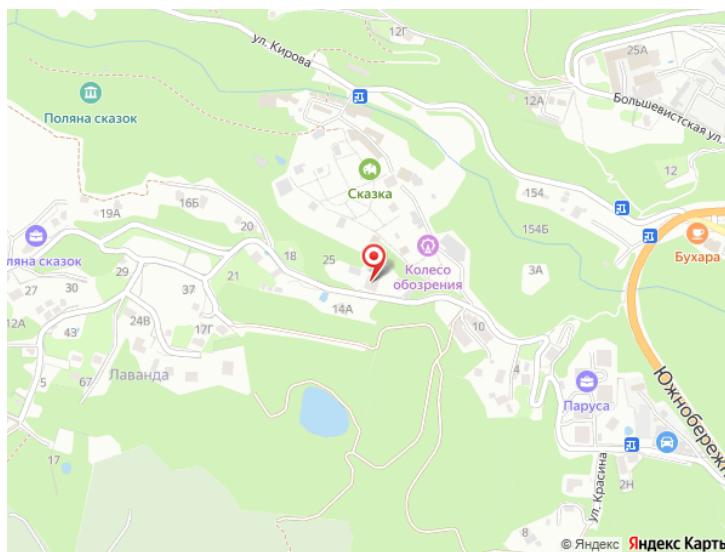 12Г
25А
ул. Кирова
Поляна сказок
12А
Большевистская ул.
Сказка
12
154
16Б
19А
20
154Б
Бухара
оляна сказок
18
25
Колесо
обозрения
3А
29
37
21
27
30
14А
12А
43
24В
17Г
10
Лаванда
5
67
4
Паруса
Южнобережн
17
ул. Красина
2Н
8
© Яндекс Яндекс Карты